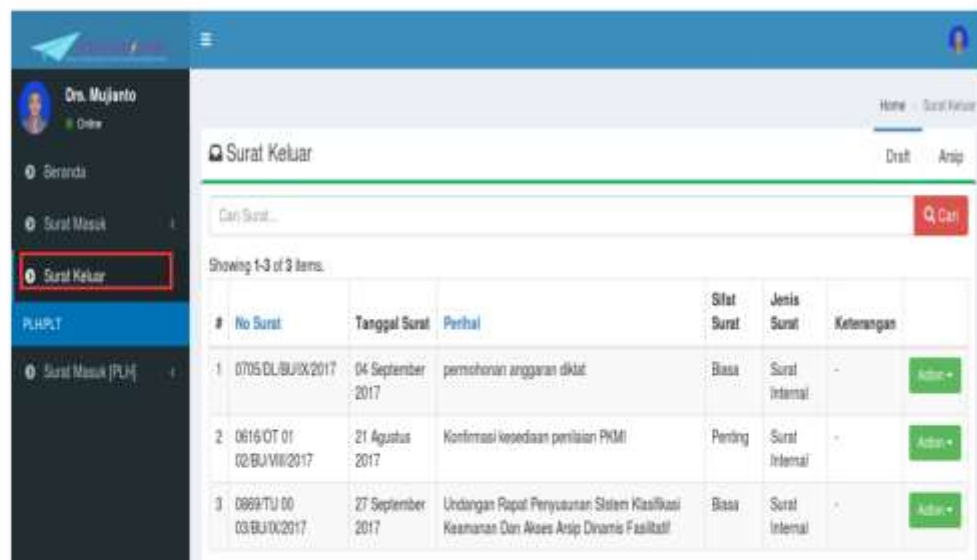 Drs. Mujianto
Online
Home Surat Keluar
Surat Keluar
Draft Arsip
Beranda
Cari Surat...
Cari
Surat Masuk
Showing 1-3 of 3 items.
Surat Keluar
# No Surat Tanggal Surat Perihal Sifat Surat Jenis Surat Keterangan
PLH/PLT
1 0705/DL/BU/IX/2017 04 September 2017 permohonan anggaran diklat Biasa Surat Internal - Action
Surat Masuk [PLH]
2 0616/OT 01 02/BU/VIII/2017 21 Agustus 2017 Konfirmasi kesediaan penilaian PKMI Penting Surat Internal - Action
3 0869/TU 00 03/BU/IX/2017 27 September 2017 Undangan Rapat Penyusunan Sistem Klasifikasi Keamanan Dan Akses Arsip Dinamis Fasilitatif Biasa Surat Internal - Action